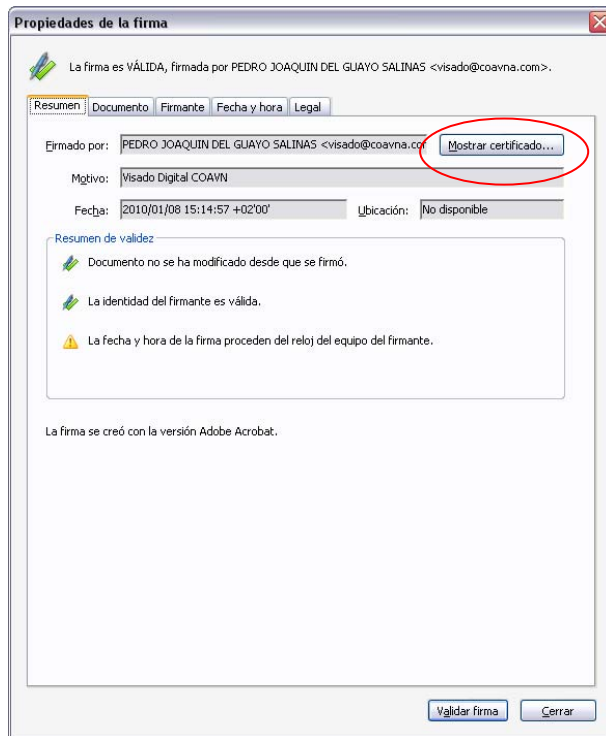 Propiedades de la firma
La firma es VÁLIDA, firmada por PEDRO JOAQUIN DEL GUAYO SALINAS <visado@coavna.com>.
Resumen Documento Firmante Fecha y hora Legal
Firmado por: PEDRO JOAQUIN DEL GUAYO SALINAS <visado@coavna.com Mostrar certificado...
Motivo: Visado Digital COAVN
Fecha: 2010/01/08 15:14:57 +02'00' Ubicación: No disponible
Resumen de validez
Documento no se ha modificado desde que se firmó.
La identidad del firmante es válida.
La fecha y hora de la firma proceden del reloj del equipo del firmante.
La firma se creó con la versión Adobe Acrobat.
Validar firma Cerrar